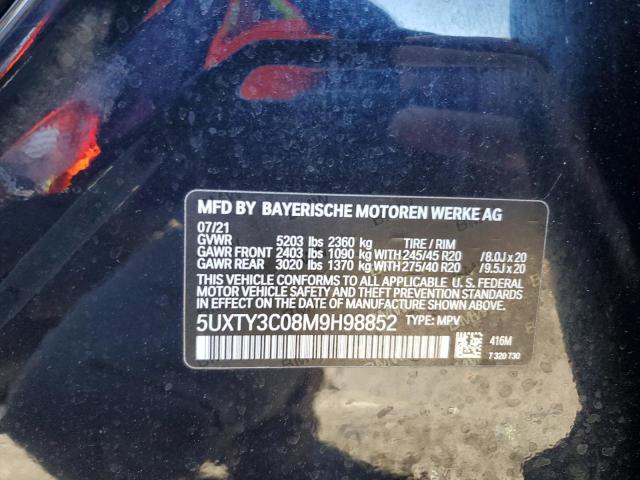 MFD BY BAYERISCHE MOTOREN WERKE AG
07/21
GVWR 5203 lbs 2360 kg TIRE / RIM
GAWR FRONT 2403 lbs 1090 kg WITH 245/45 R20 /8.0J x 20
GAWR REAR 3020 lbs 1370 kg WITH 275/40 R20 /9.5J x 20
THIS VEHICLE CONFORMS TO ALL APPLICABLE U. S. FEDERAL
MOTOR VEHICLE SAFETY AND THEFT PREVENTION STANDARDS
IN EFFECT ON THE DATE OF MANUFACTURE SHOWN ABOVE.
5UXTY3C08M9H98852 TYPE: MPV
416M
7 320 730